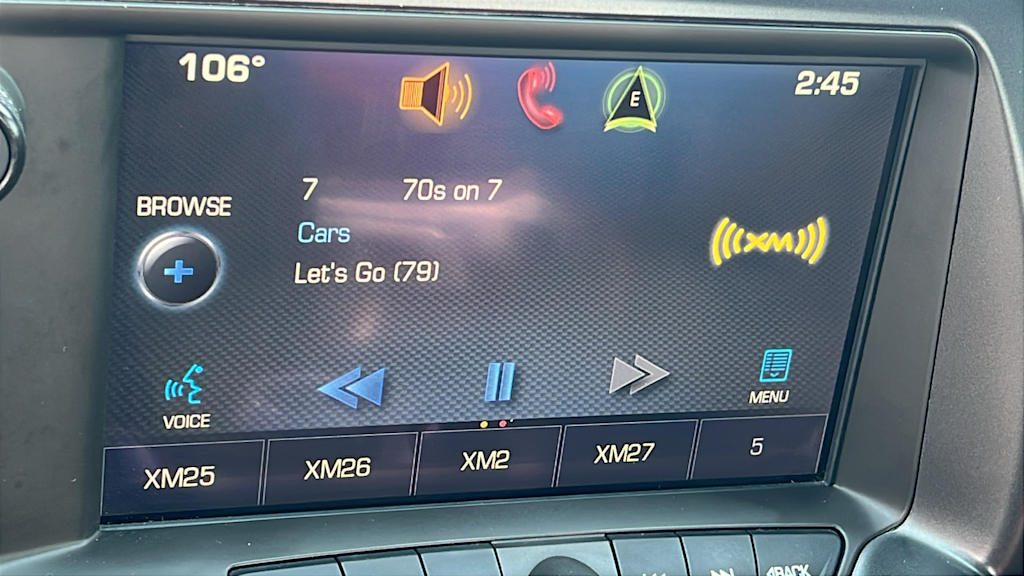 106°
2:45
E
7 70s on 7
BROWSE
Cars
XM
Let's Go (79)
VOICE
MENU
XM25 XM26 XM2 XM27 5
BACK